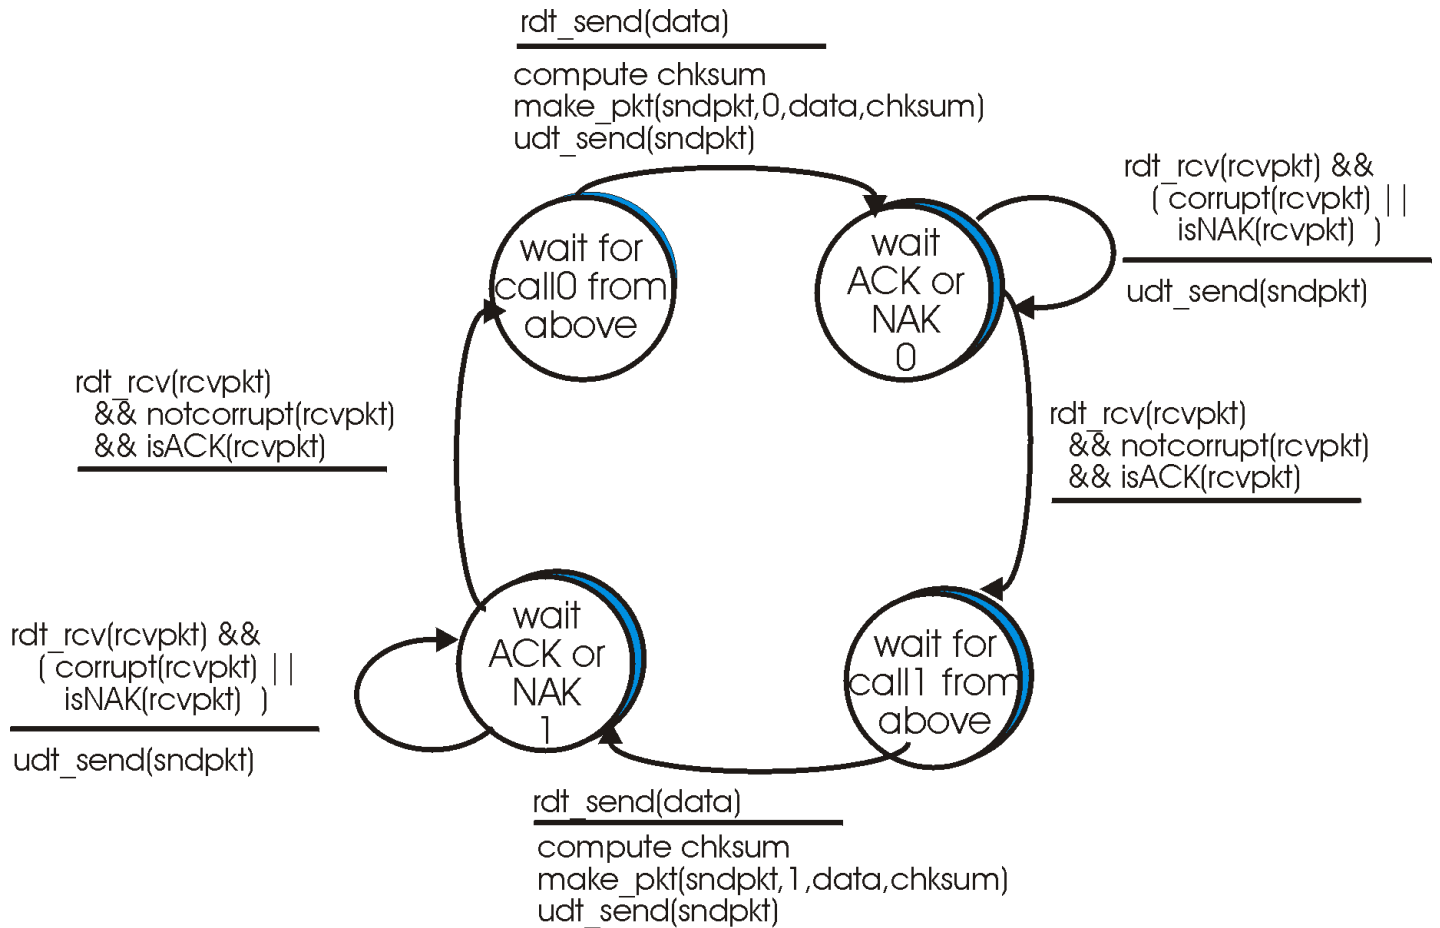 rdt_send(data)
compute chksum
make_pkt(sndpkt,0,data,chksum)
udt_send(sndpkt)
wait for
call0 from
above
wait
ACK or
NAK
0
rdt_rcv(rcvpkt) &&
( corrupt(rcvpkt) ||
isNAK(rcvpkt) )
udt_send(sndpkt)
rdt_rcv(rcvpkt)
&& notcorrupt(rcvpkt)
&& isACK(rcvpkt)
rdt_rcv(rcvpkt)
&& notcorrupt(rcvpkt)
&& isACK(rcvpkt)
rdt_rcv(rcvpkt) &&
( corrupt(rcvpkt) ||
isNAK(rcvpkt) )
udt_send(sndpkt)
wait
ACK or
NAK
1
wait for
call1 from
above
rdt_send(data)
compute chksum
make_pkt(sndpkt,1,data,chksum)
udt_send(sndpkt)